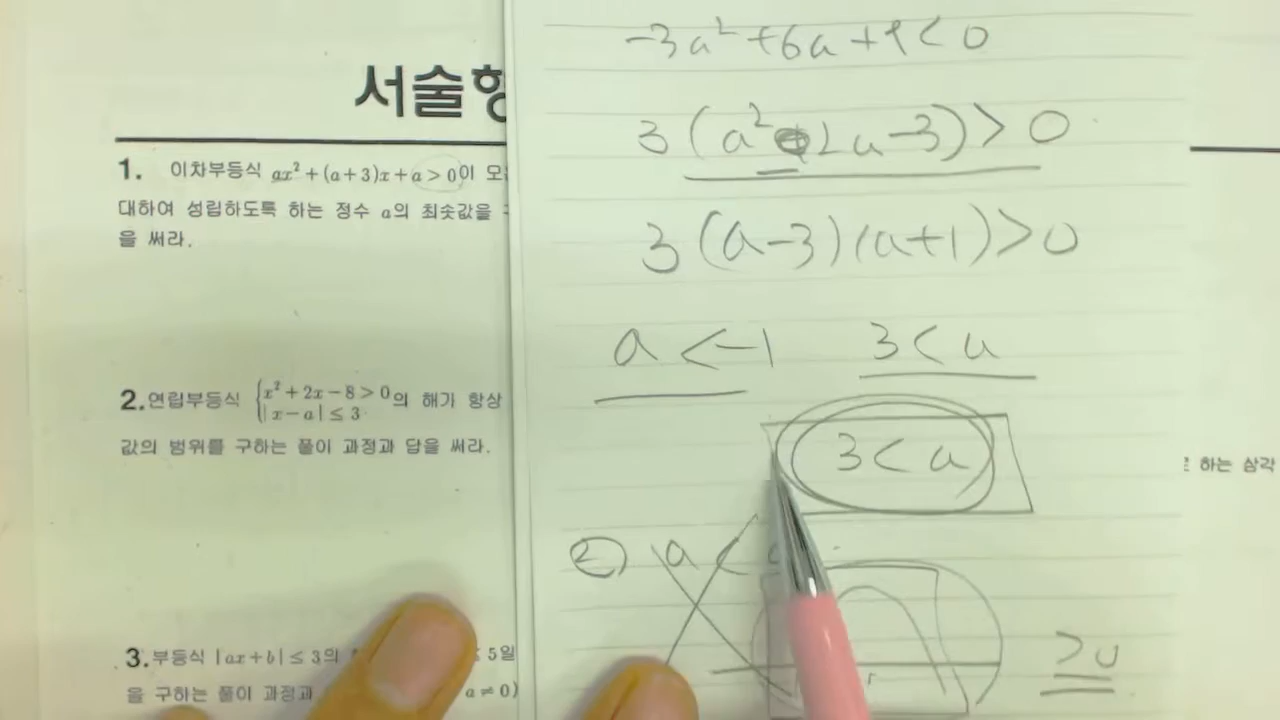 서술형
1. 이차부등식 ax²+(a+3)x+a>0이 모
대하여 성립하도록 하는 정수 a의 최솟값을
을 써라.
2. 연립부등식 { x²+2x-8>0 |x-a|≤3 의 해가 항상
값의 범위를 구하는 풀이 과정과 답을 써라.
3. 부등식 |ax+b|≤3의 5일
을 구하는 풀이 과정과 a≠0)
-3a²+6a+9<0
3(a²-2a-3)>0
3(a-3)(a+1)>0
a<-1 3<a
3<a
② a<
>0
하는 삼각